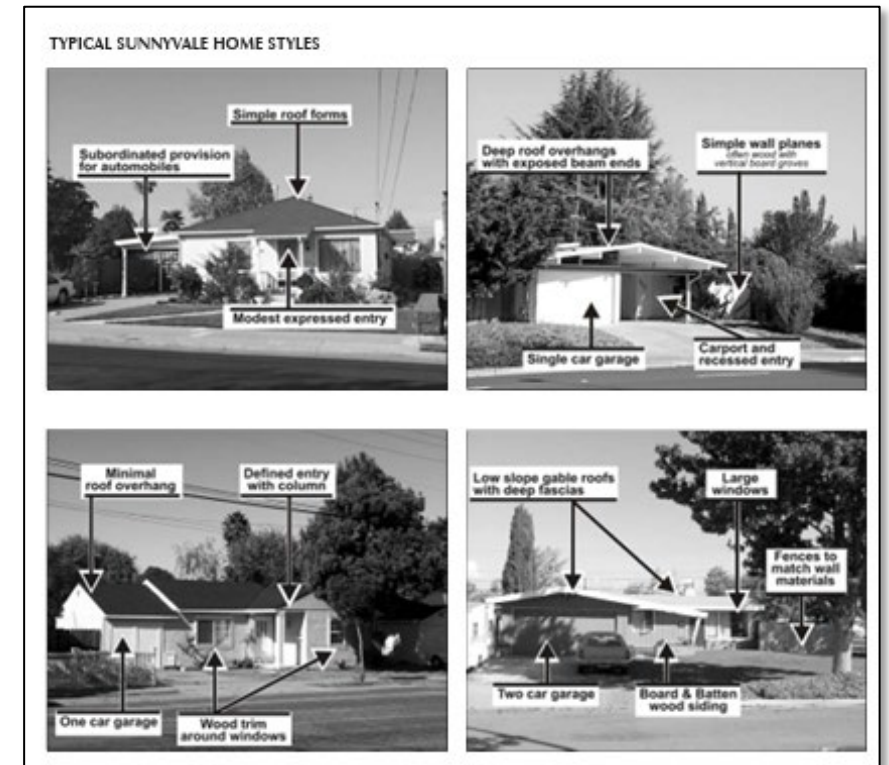 TYPICAL SUNNYVALE HOME STYLES
Simple roof forms
Subordinated provision
for automobiles
Modest expressed entry
Deep roof overhangs
with exposed beam ends
Simple wall planes
often wood with
vertical board groves
Single car garage
Carport and
recessed entry
Minimal
roof overhang
Defined entry
with column
One car garage
Wood trim
around windows
Low slope gable roofs
with deep fascias
Large
windows
Fences to
match wall
materials
Two car garage
Board & Batten
wood siding